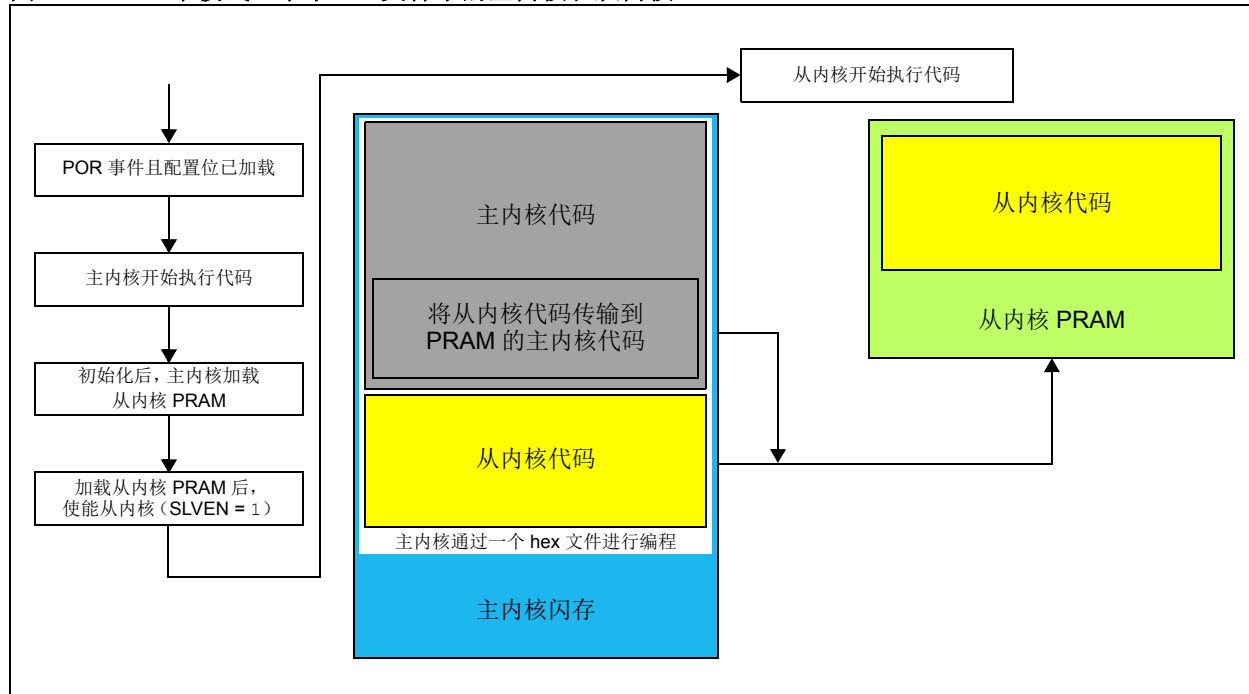 POR 事件且配置位已加载
主内核开始执行代码
初始化后，主内核加载
从内核 PRAM
加载从内核 PRAM 后，
使能从内核（SLVEN = 1）
主内核代码
将从内核代码传输到
PRAM 的主内核代码
从内核代码
主内核通过一个 hex 文件进行编程
主内核闪存
从内核开始执行代码
从内核代码
从内核 PRAM